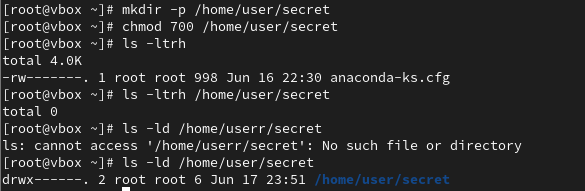 [root@vbox ~]# mkdir -p /home/user/secret
[root@vbox ~]# chmod 700 /home/user/secret
[root@vbox ~]# ls -ltrh
total 4.0K
-rw-------. 1 root root 998 Jun 16 22:30 anaconda-ks.cfg
[root@vbox ~]# ls -ltrh /home/user/secret
total 0
[root@vbox ~]# ls -ld /home/userr/secret
ls: cannot access '/home/userr/secret': No such file or directory
[root@vbox ~]# ls -ld /home/user/secret
drwx------. 2 root root 6 Jun 17 23:51 /home/user/secret